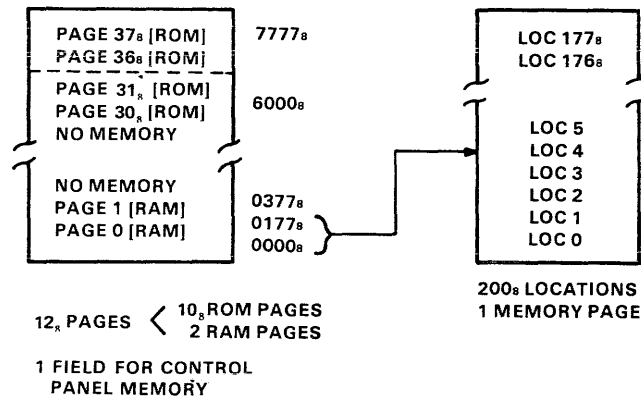 PAGE 37₈ [ROM] 7777₈
PAGE 36₈ [ROM]
PAGE 31₈ [ROM]
PAGE 30₈ [ROM] 6000₈
NO MEMORY
NO MEMORY
PAGE 1 [RAM] 0377₈
PAGE 0 [RAM] 0177₈
0000₈
12₈ PAGES < 10₈ ROM PAGES
2 RAM PAGES
1 FIELD FOR CONTROL
PANEL MEMORY
LOC 177₈
LOC 176₈
LOC 5
LOC 4
LOC 3
LOC 2
LOC 1
LOC 0
200₈ LOCATIONS
1 MEMORY PAGE